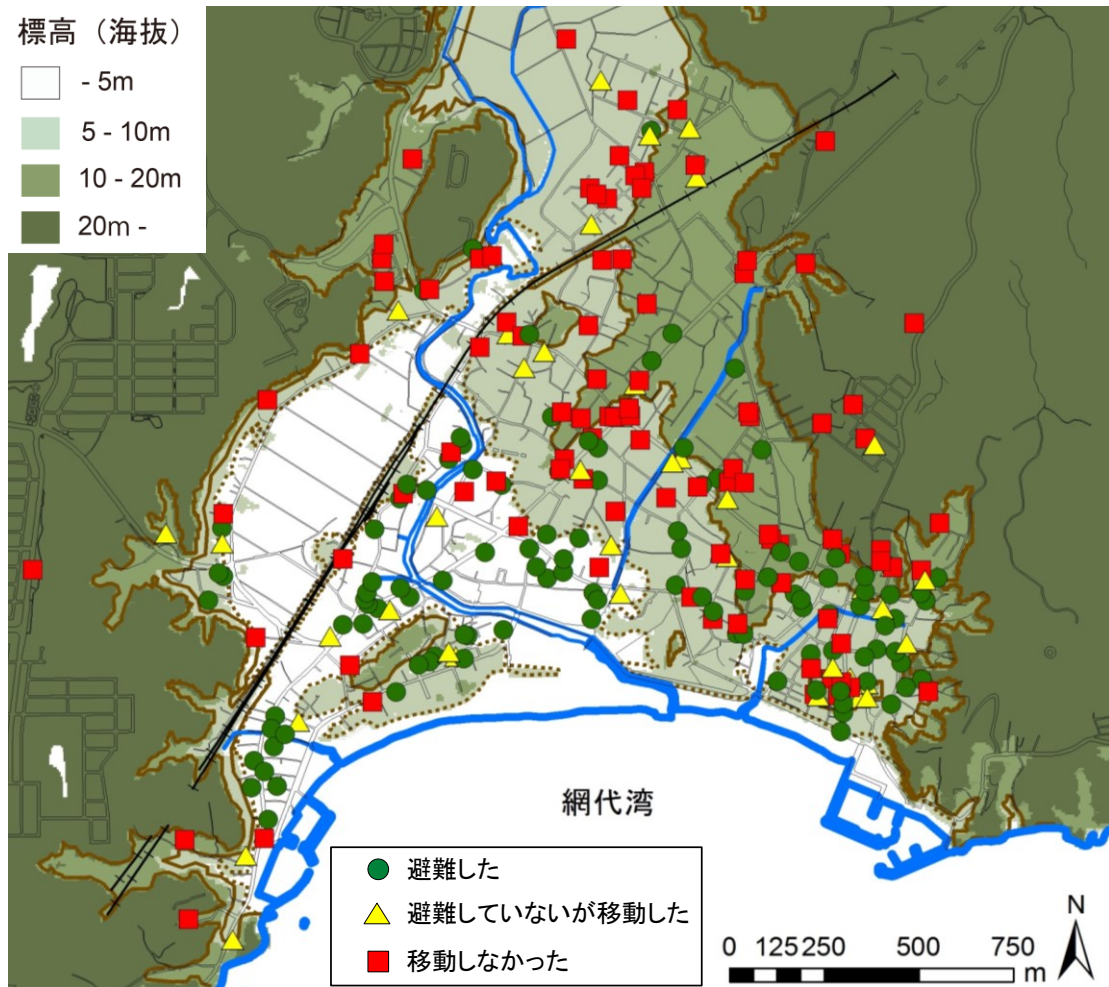 標高（海抜）
- 5m
5 - 10m
10 - 20m
20m -
網代湾
避難した
避難していないが移動した
移動しなかった
N
0 125 250 500 750
m